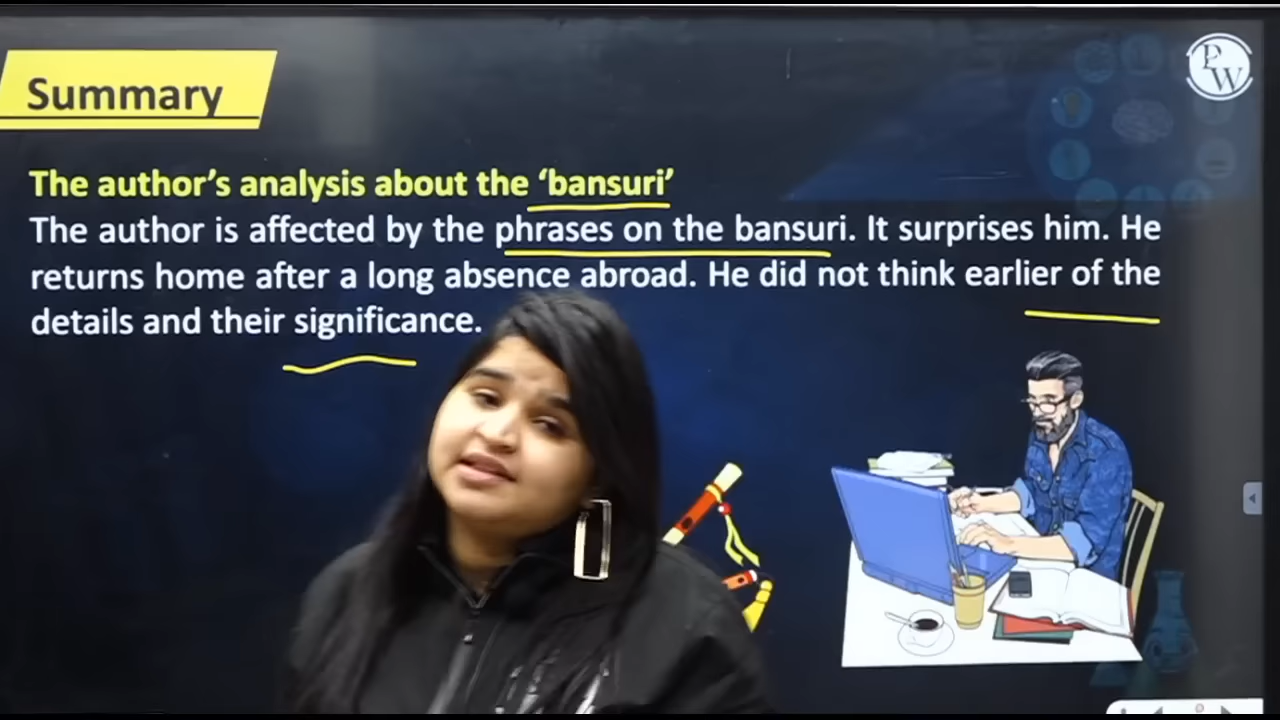 Summary
PW
The author's analysis about the 'bansuri'
The author is affected by the phrases on the bansuri. It surprises him. He
returns home after a long absence abroad. He did not think earlier of the
details and their significance.